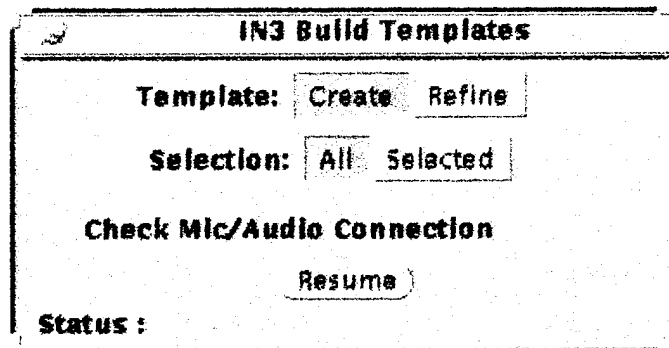 IN3 Build Templates
Template: Create Refine
Selection: All Selected
Check Mic/Audio Connection
Resume
Status :